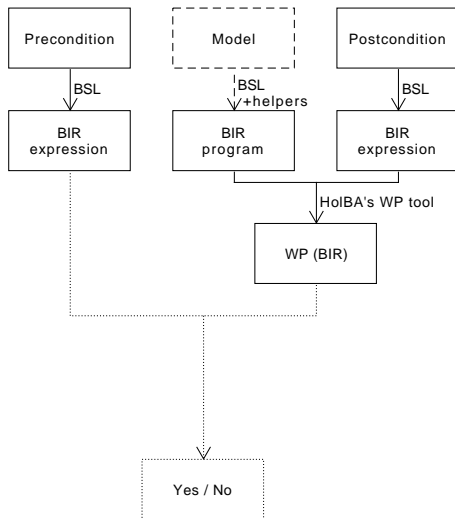 Precondition
Model
Postcondition
BSL
BSL
+helpers
BSL
BIR
expression
BIR
program
BIR
expression
HolBA's WP tool
WP (BIR)
Yes / No